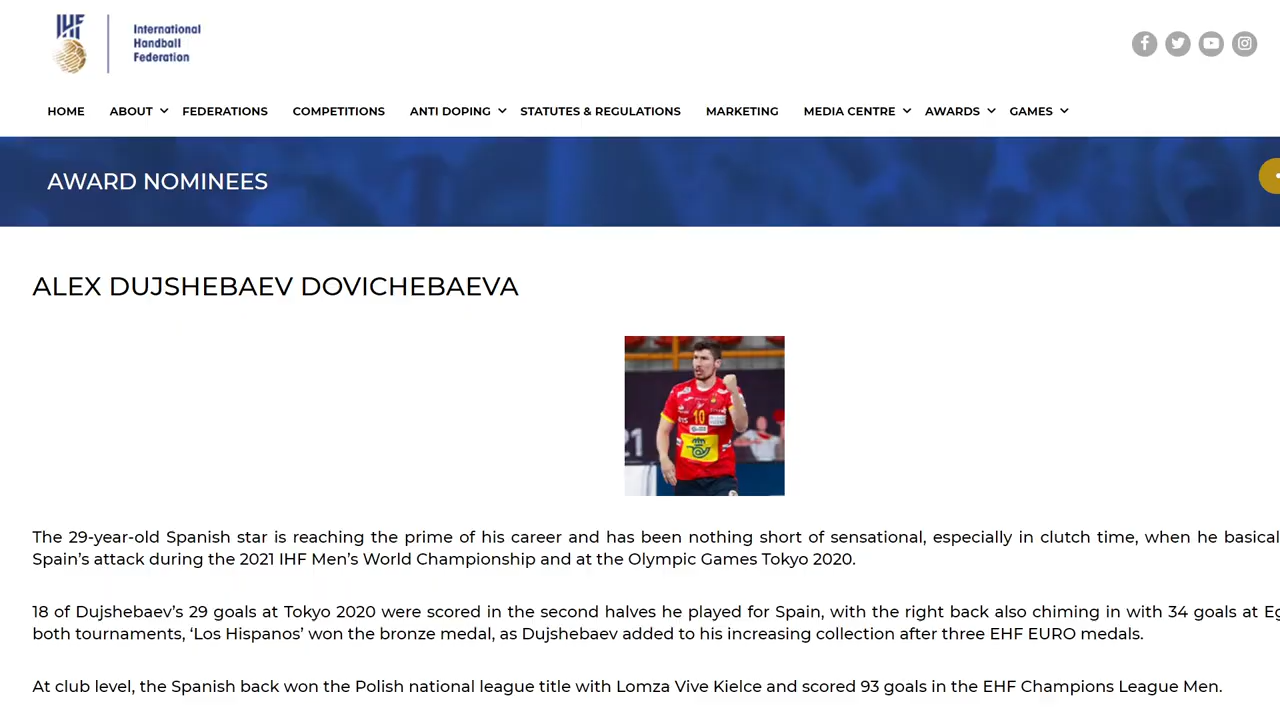 IHF
International
Handball
Federation
HOME ABOUT FEDERATIONS COMPETITIONS ANTI DOPING STATUTES & REGULATIONS MARKETING MEDIA CENTRE AWARDS GAMES
AWARD NOMINEES
ALEX DUJSHEBAEV DOVICHEBAEVA
10
21
The 29-year-old Spanish star is reaching the prime of his career and has been nothing short of sensational, especially in clutch time, when he basical
Spain’s attack during the 2021 IHF Men’s World Championship and at the Olympic Games Tokyo 2020.
18 of Dujshebaev’s 29 goals at Tokyo 2020 were scored in the second halves he played for Spain, with the right back also chiming in with 34 goals at Eg
both tournaments, ‘Los Hispanos’ won the bronze medal, as Dujshebaev added to his increasing collection after three EHF EURO medals.
At club level, the Spanish back won the Polish national league title with Lomza Vive Kielce and scored 93 goals in the EHF Champions League Men.